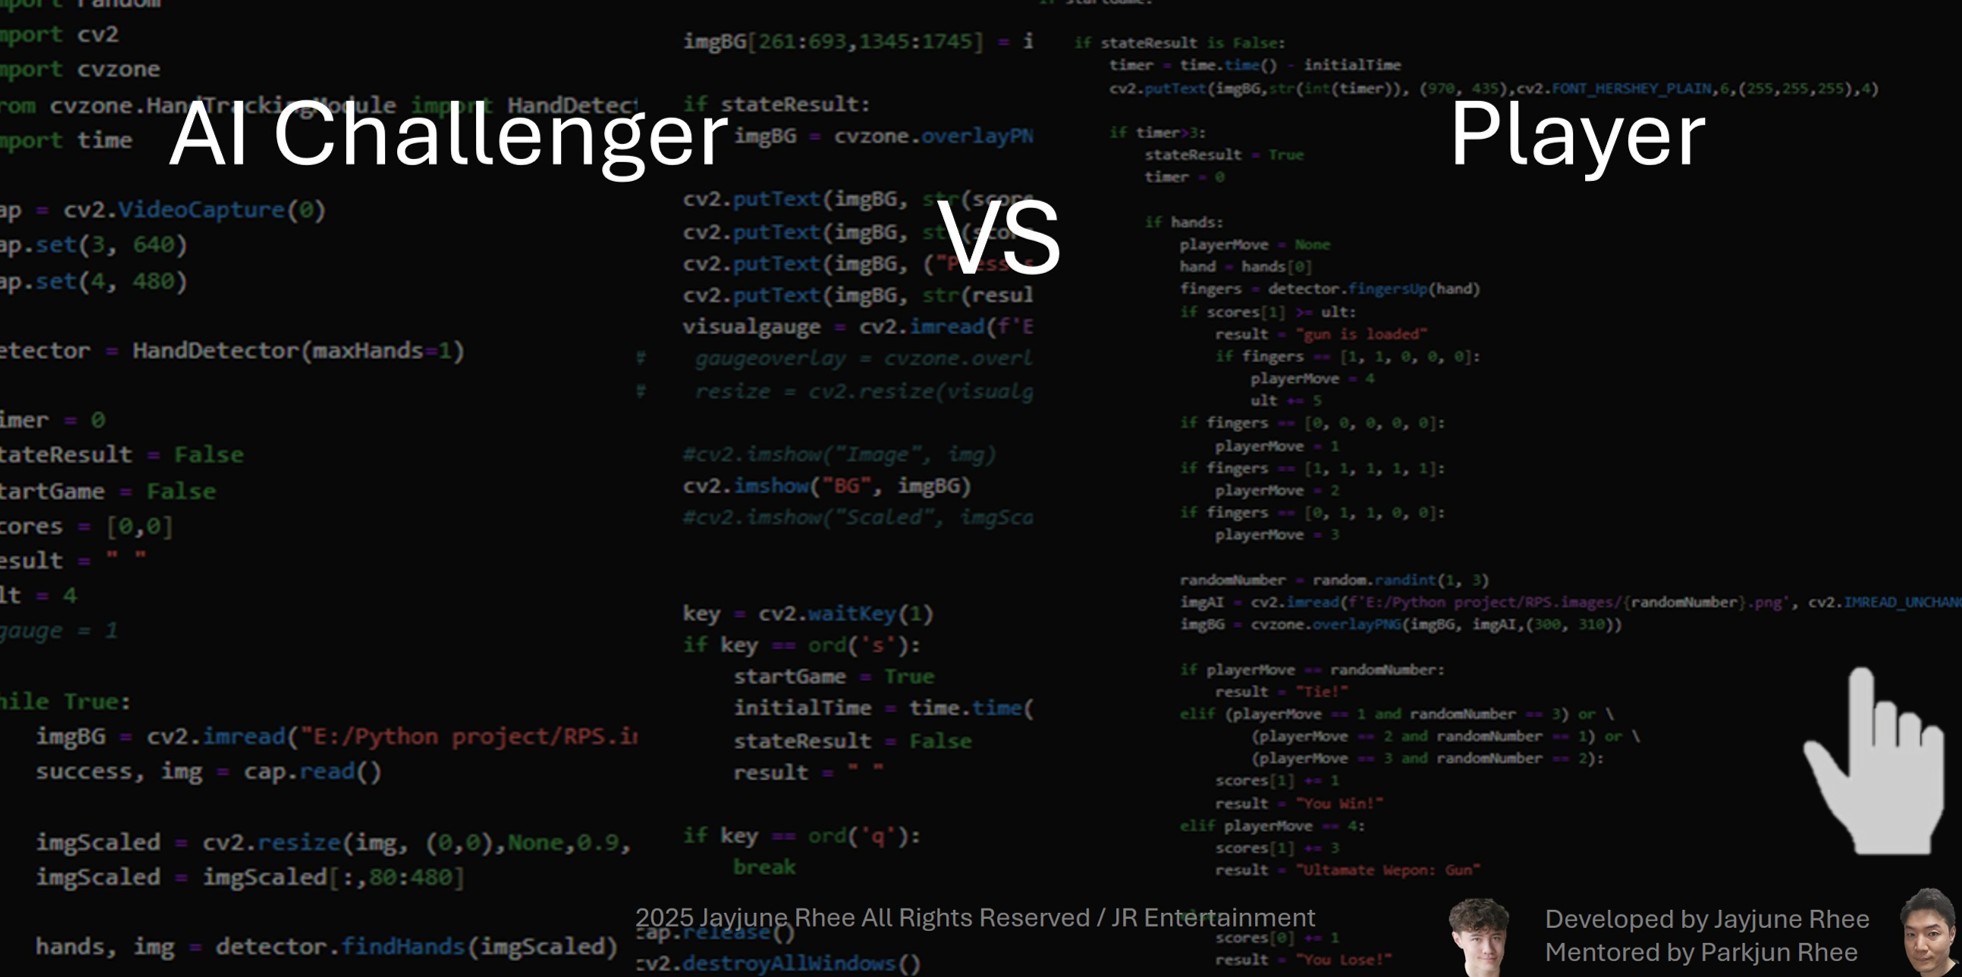 import random
import cv2
import cvzone
from cvzone.HandTrackingModule import HandDetec
import time
AI Challenger
VS
Player
ap = cv2.VideoCapture(0)
ap.set(3, 640)
ap.set(4, 480)
etector = HandDetector(maxHands=1)
imer = 0
tateResult = False
tartGame = False
cores = [0,0]
esult = " "
lt = 4
gauge = 1
hile True:
imgBG = cv2.imread("E:/Python project/RPS.i
success, img = cap.read()
imgScaled = cv2.resize(img, (0,0),None,0.9,
imgScaled = imgScaled[:,80:480]
hands, img = detector.findHands(imgScaled)
imgBG[261:693,1345:1745] = i
if stateResult:
imgBG = cvzone.overlayPN
cv2.putText(imgBG, str(score
cv2.putText(imgBG, str(scor
cv2.putText(imgBG, ("Press s
cv2.putText(imgBG, str(resul
visualgauge = cv2.imread(f'E
# gaugeoverlay = cvzone.overl
# resize = cv2.resize(visualg
#cv2.imshow("Image", img)
cv2.imshow("BG", imgBG)
#cv2.imshow("Scaled", imgSca
key = cv2.waitKey(1)
if key == ord('s'):
startGame = True
initialTime = time.time(
stateResult = False
result = " "
if key == ord('q'):
break
cap.release()
cv2.destroyAllWindows()
if startGame:
if stateResult is False:
timer = time.time() - initialTime
cv2.putText(imgBG,str(int(timer)), (970, 435),cv2.FONT_HERSHEY_PLAIN,6,(255,255,255),4)
if timer>3:
stateResult = True
timer = 0
if hands:
playerMove = None
hand = hands[0]
fingers = detector.fingersUp(hand)
if scores[1] >= ult:
result = "gun is loaded"
if fingers == [1, 1, 0, 0, 0]:
playerMove = 4
ult += 5
if fingers == [0, 0, 0, 0, 0]:
playerMove = 1
if fingers == [1, 1, 1, 1, 1]:
playerMove = 2
if fingers == [0, 1, 1, 0, 0]:
playerMove = 3
randomNumber = random.randint(1, 3)
imgAI = cv2.imread(f'E:/Python project/RPS.images/{randomNumber}.png', cv2.IMREAD_UNCHAN
imgBG = cvzone.overlayPNG(imgBG, imgAI,(300, 310))
if playerMove == randomNumber:
result = "Tie!"
elif (playerMove == 1 and randomNumber == 3) or \
(playerMove == 2 and randomNumber == 1) or \
(playerMove == 3 and randomNumber == 2):
scores[1] += 1
result = "You Win!"
elif playerMove == 4:
scores[1] += 3
result = "Ultamate Wepon: Gun"
else:
scores[0] += 1
result = "You Lose!"
2025 Jayjune Rhee All Rights Reserved / JR Entertainment
Developed by Jayjune Rhee
Mentored by Parkjun Rhee